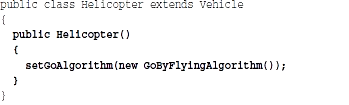 public class Helicopter extends Vehicle
{
  public Helicopter()
  {
    setGoAlgorithm(new GoByFlyingAlgorithm());
  }
}